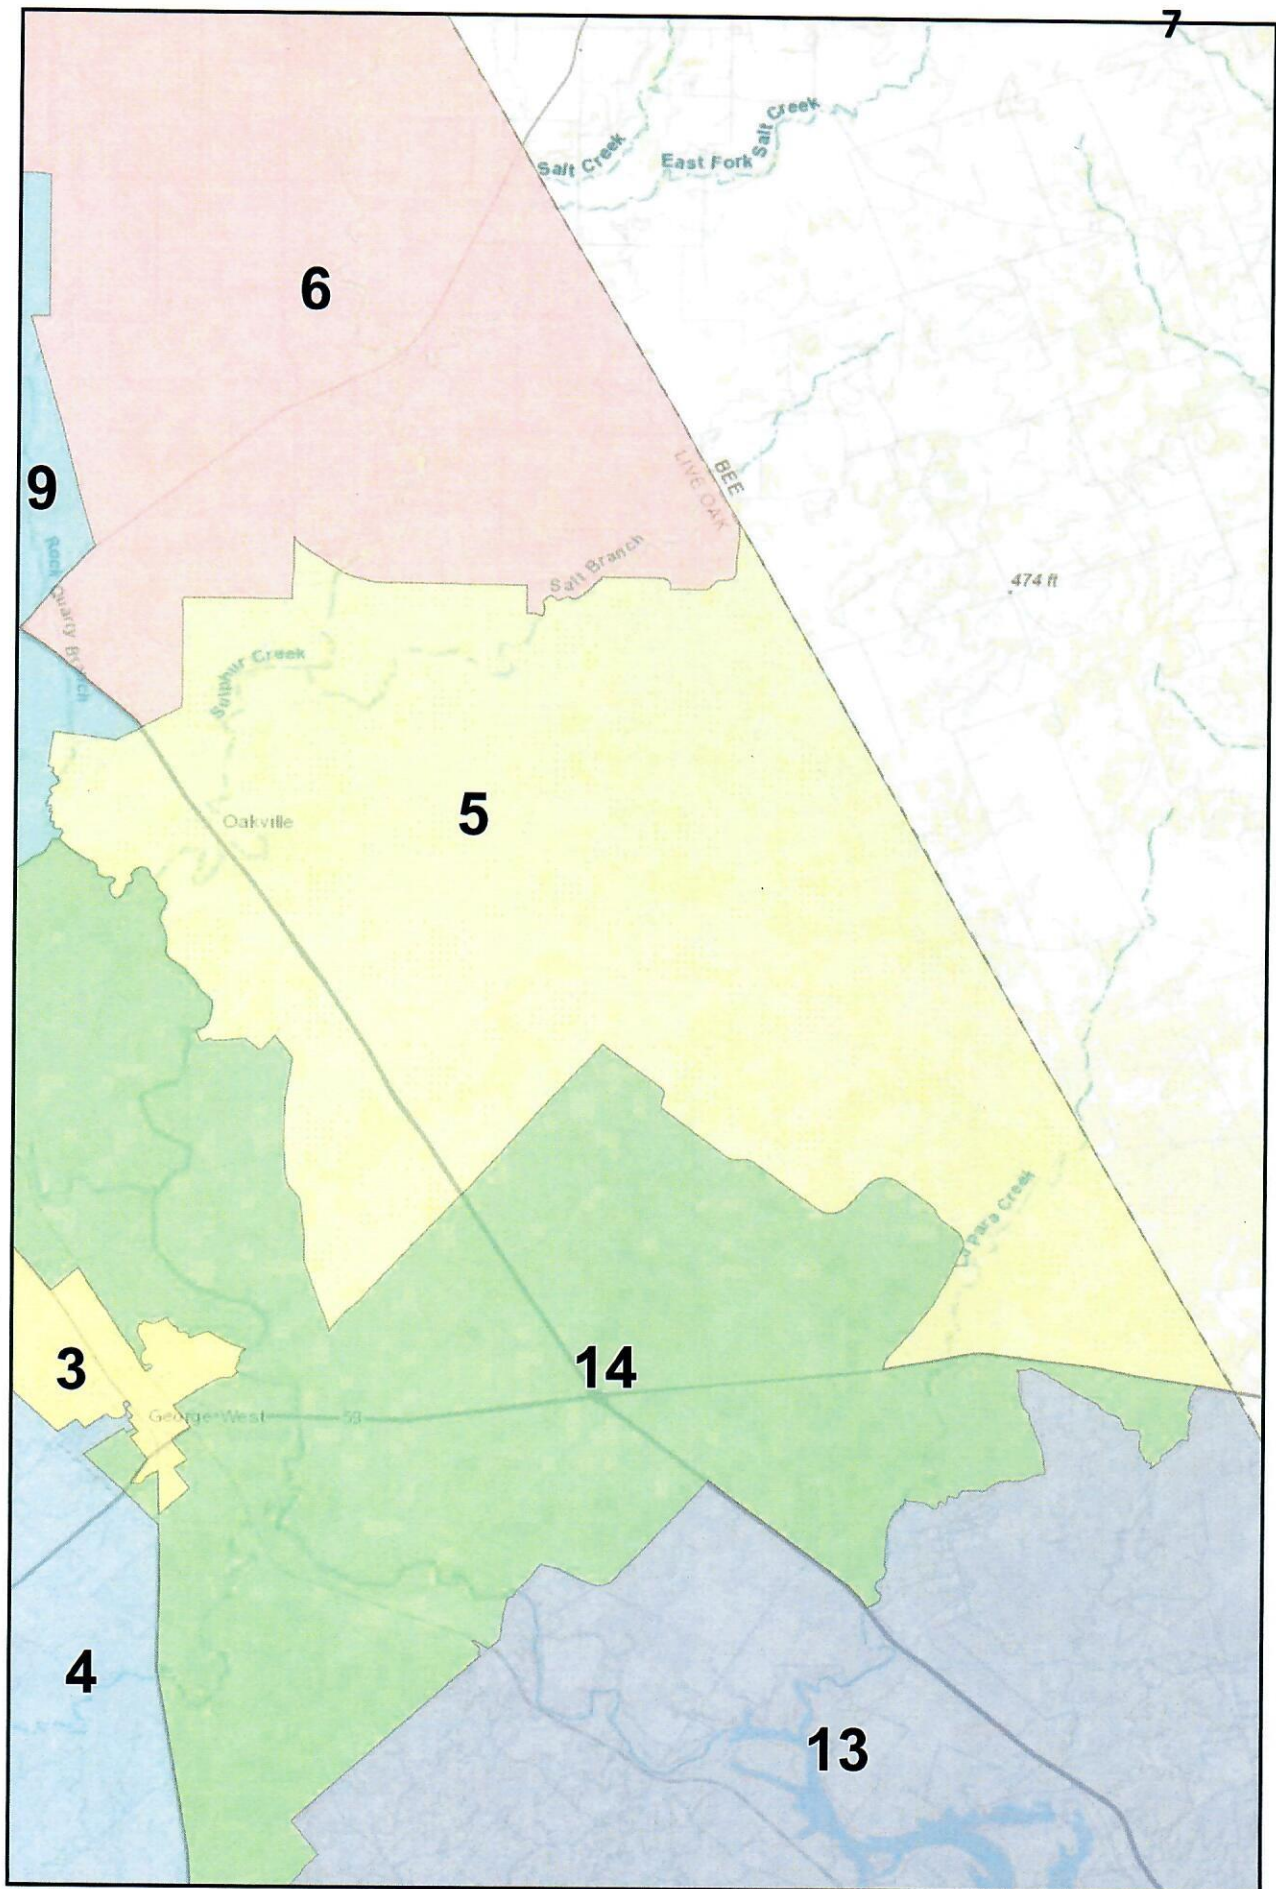 7
Salt Creek
East Fork Salt Creek
6
BEE
LIVE OAK
9
Rock Quarry Branch
Salt Branch
474 ft
Sulphur Creek
Oakville
5
La Para Creek
3
14
George West
59
4
13